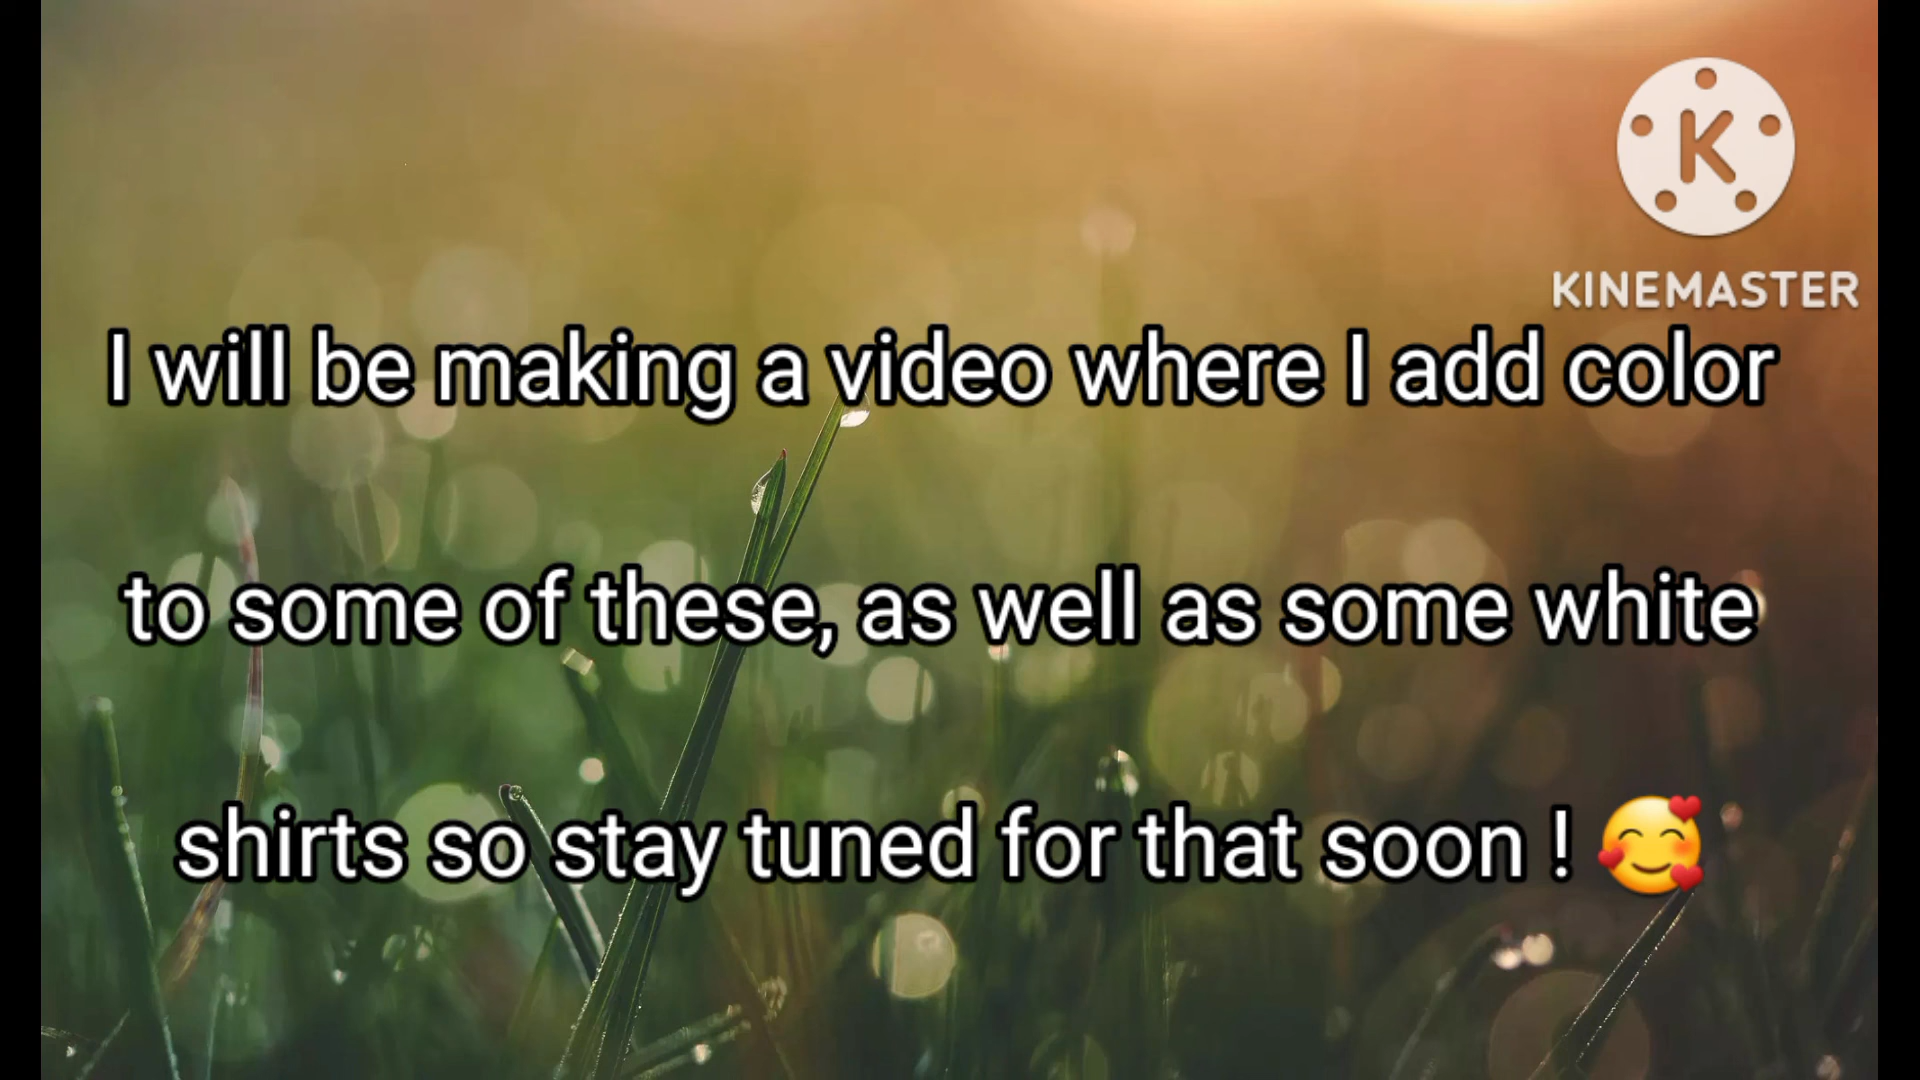 K
KINEMASTER
I will be making a video where I add color
to some of these, as well as some white
shirts so stay tuned for that soon ! 🥰